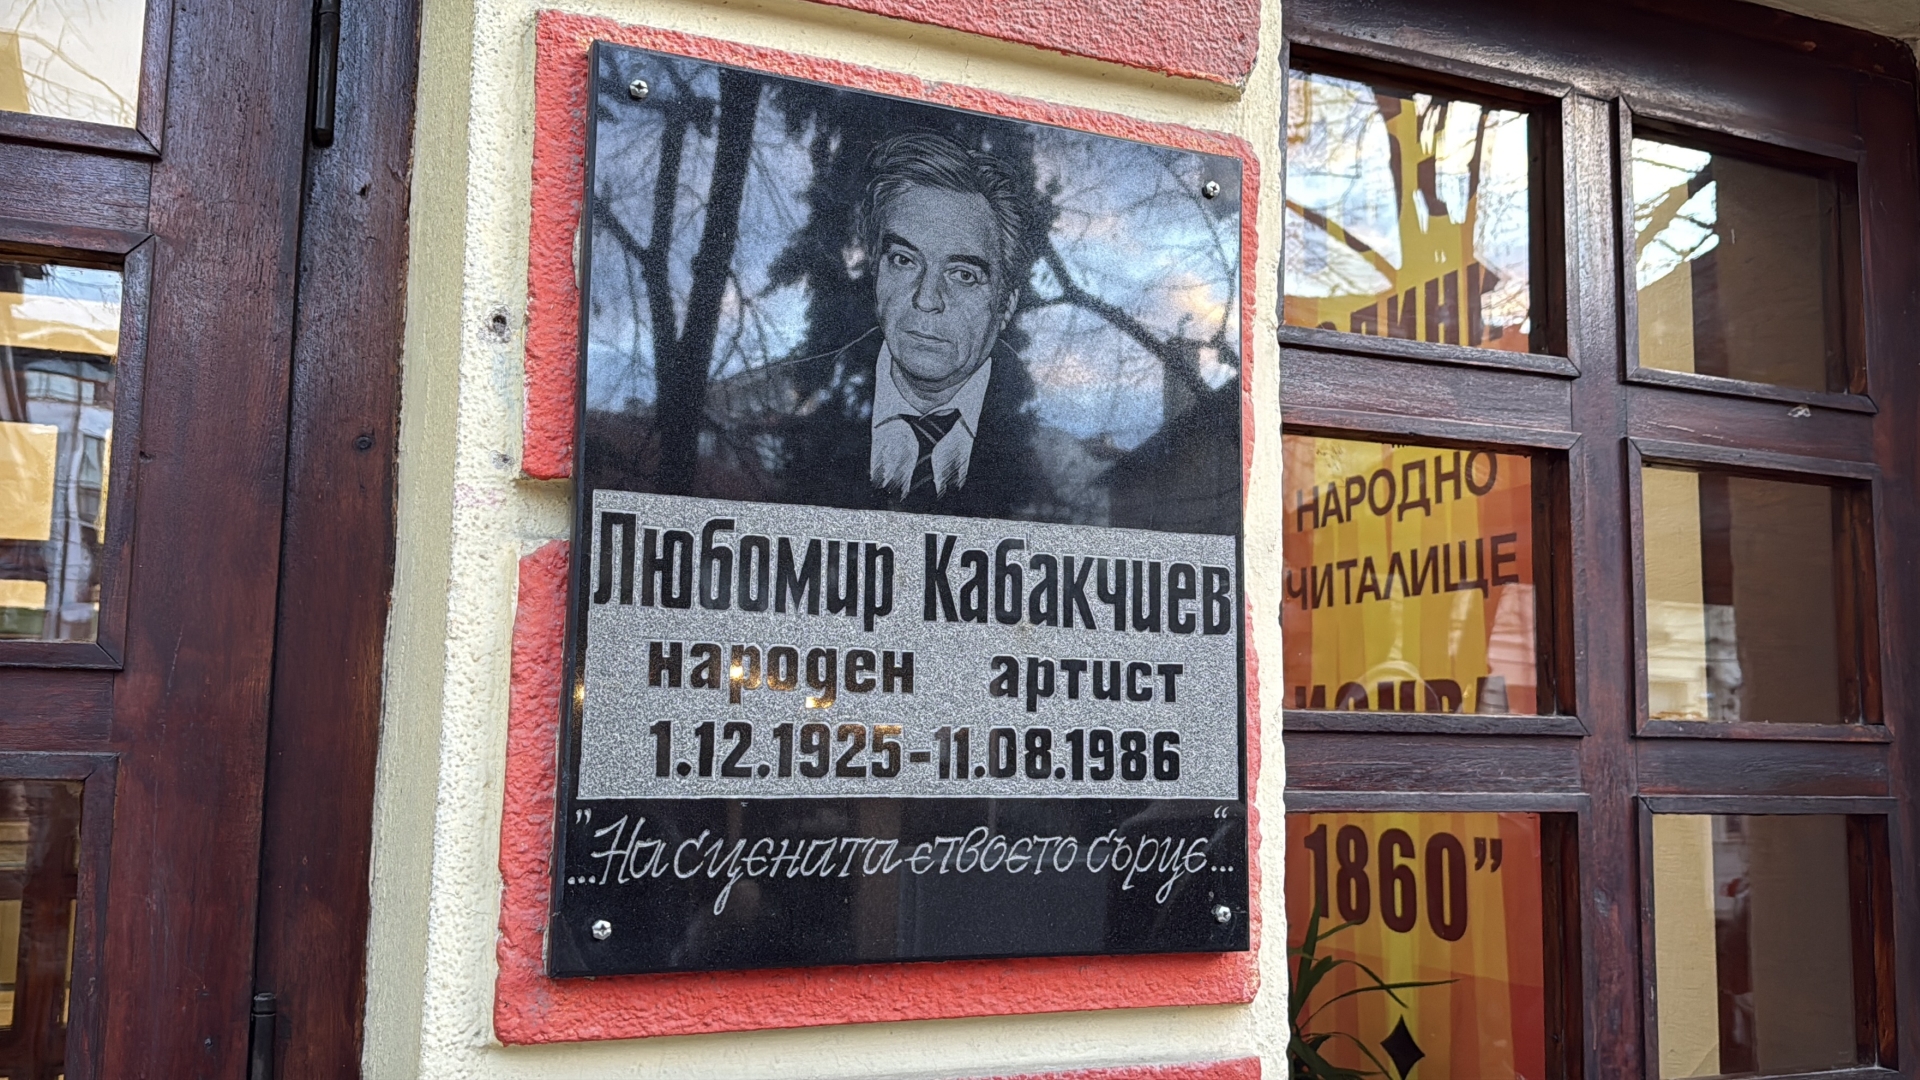 Любомир Кабакчиев
народен артист
1.12.1925-11.08.1986
"...На сцената е твоето сърце..."
НАРОДНО
ЧИТАЛИЩЕ
1860”